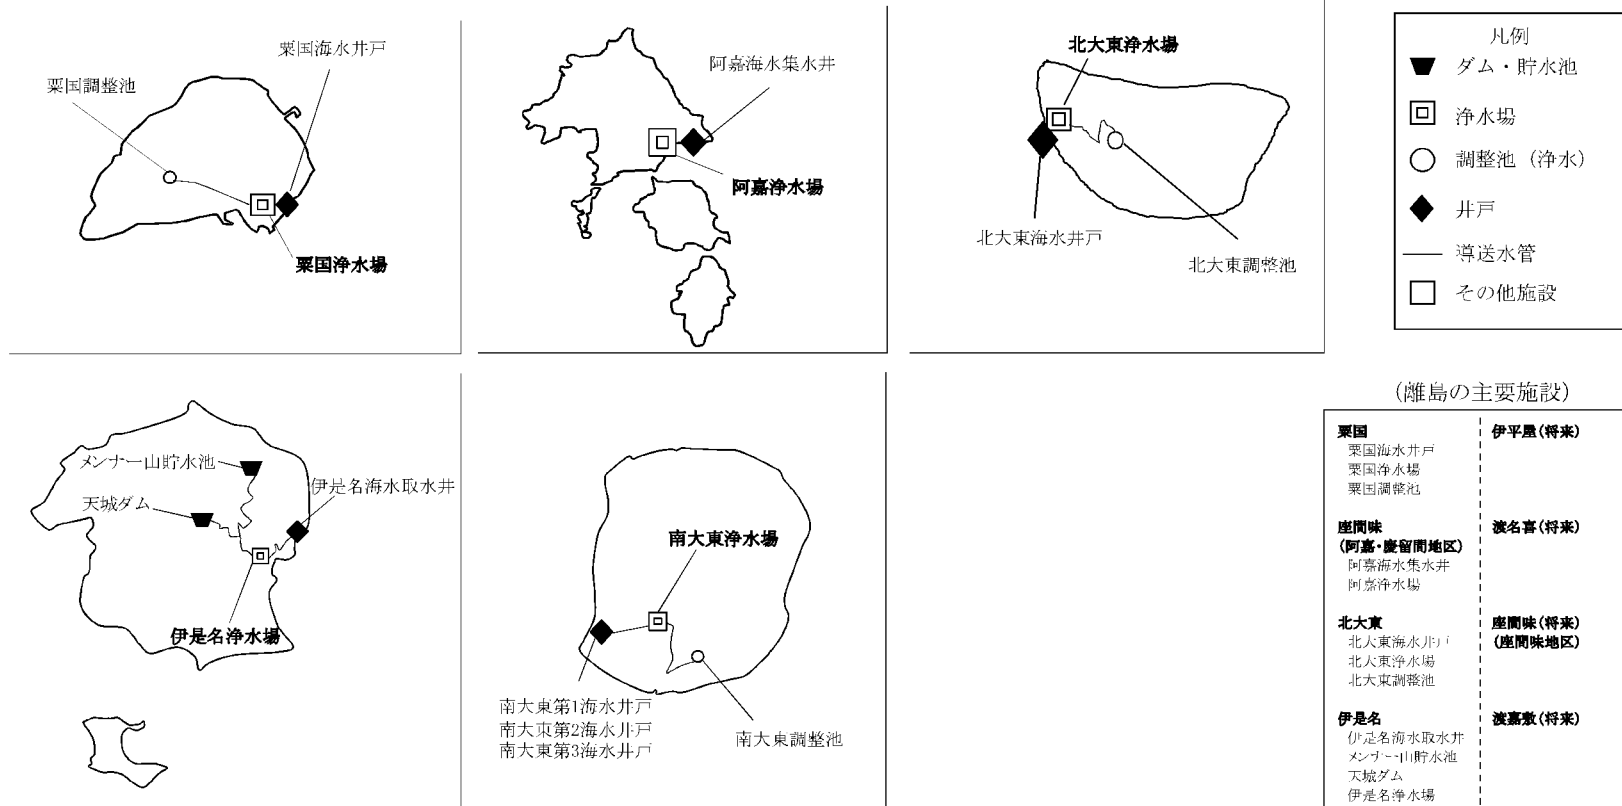 粟国海水井戸
粟国調整池
粟国浄水場
阿嘉海水集水井
阿嘉浄水場
北大東浄水場
北大東海水井戸
北大東調整池
凡例
ダム・貯水池
浄水場
調整池（浄水）
井戸
導送水管
その他施設
メンナー山貯水池
天城ダム
伊是名海水取水井
伊是名浄水場
南大東浄水場
南大東第1海水井戸
南大東第2海水井戸
南大東第3海水井戸
南大東調整池
(離島の主要施設)
粟国
粟国海水井戸
粟国浄水場
粟国調整池
座間味
(阿嘉・慶留間地区)
阿嘉海水集水井
阿嘉浄水場
北大東
北大東海水井戸
北大東浄水場
北大東調整池
伊是名
伊是名海水取水井
メンナー山貯水池
天城ダム
伊是名浄水場
伊平屋(将来)
渡名喜(将来)
座間味(将来)
(座間味地区)
渡嘉敷(将来)